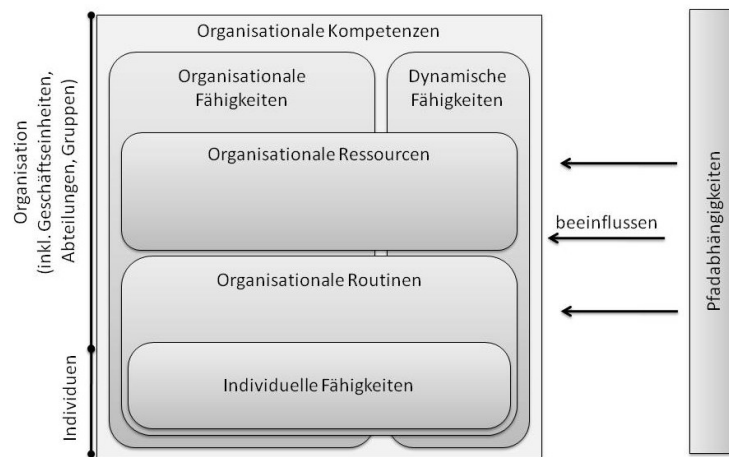 Organisationale Kompetenzen
Organisationale
Fähigkeiten
Dynamische
Fähigkeiten
Organisationale Ressourcen
Organisationale Routinen
Individuelle Fähigkeiten
Organisation
(inkl. Geschäftseinheiten,
Abteilungen, Gruppen)
Individuen
beeinflussen
Pfadabhängigkeiten